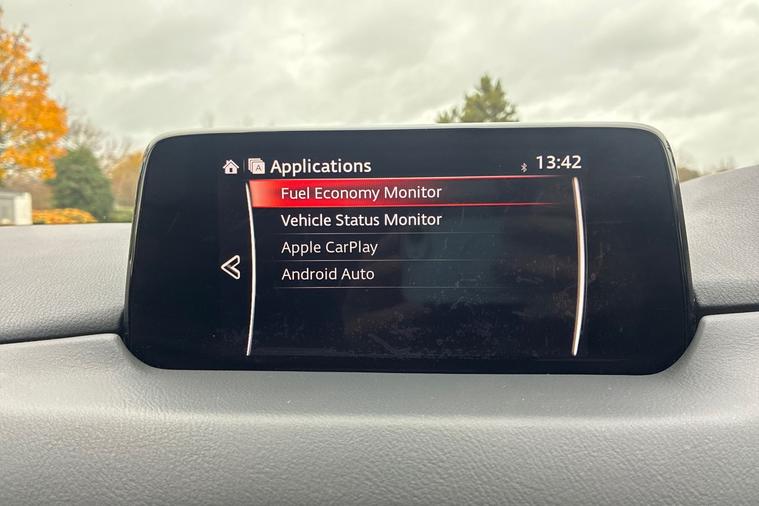 Applications 13:42
Fuel Economy Monitor
Vehicle Status Monitor
Apple CarPlay
Android Auto